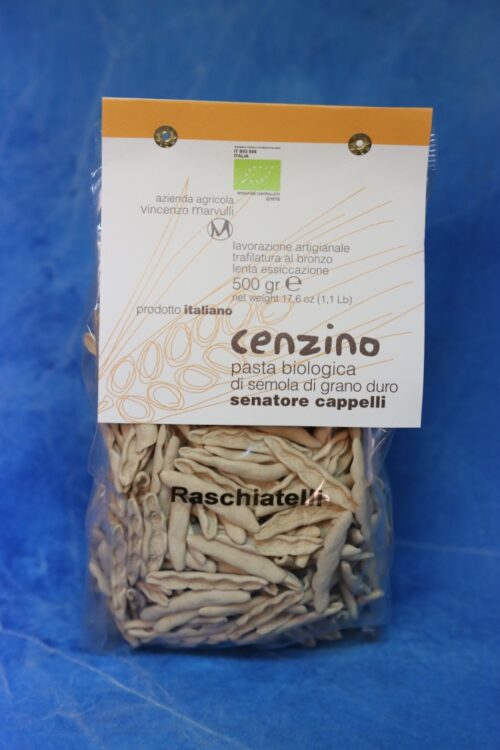 IT BIO 006
ITALIA
azienda agricola
vincenzo marvulli
M
lavorazione artigianale
trafilatura al bronzo
lenta essiccazione
500 gr ℮
net weight 17,6 oz (1,1 Lb)
prodotto italiano
cenzino
pasta biologica
di semola di grano duro
senatore cappelli
Raschiatelli